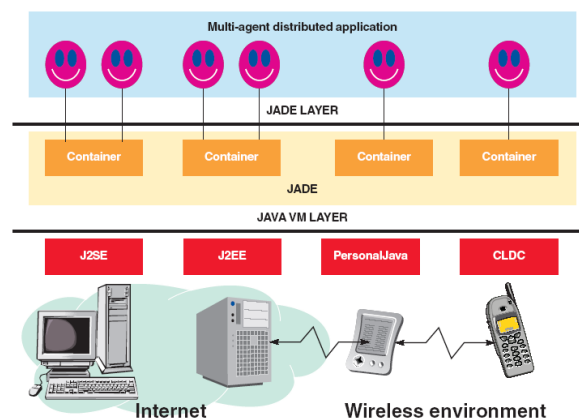 Multi-agent distributed application
JADE LAYER
Container Container Container Container
JADE
JAVA VM LAYER
J2SE J2EE PersonalJava CLDC
Internet Wireless environment